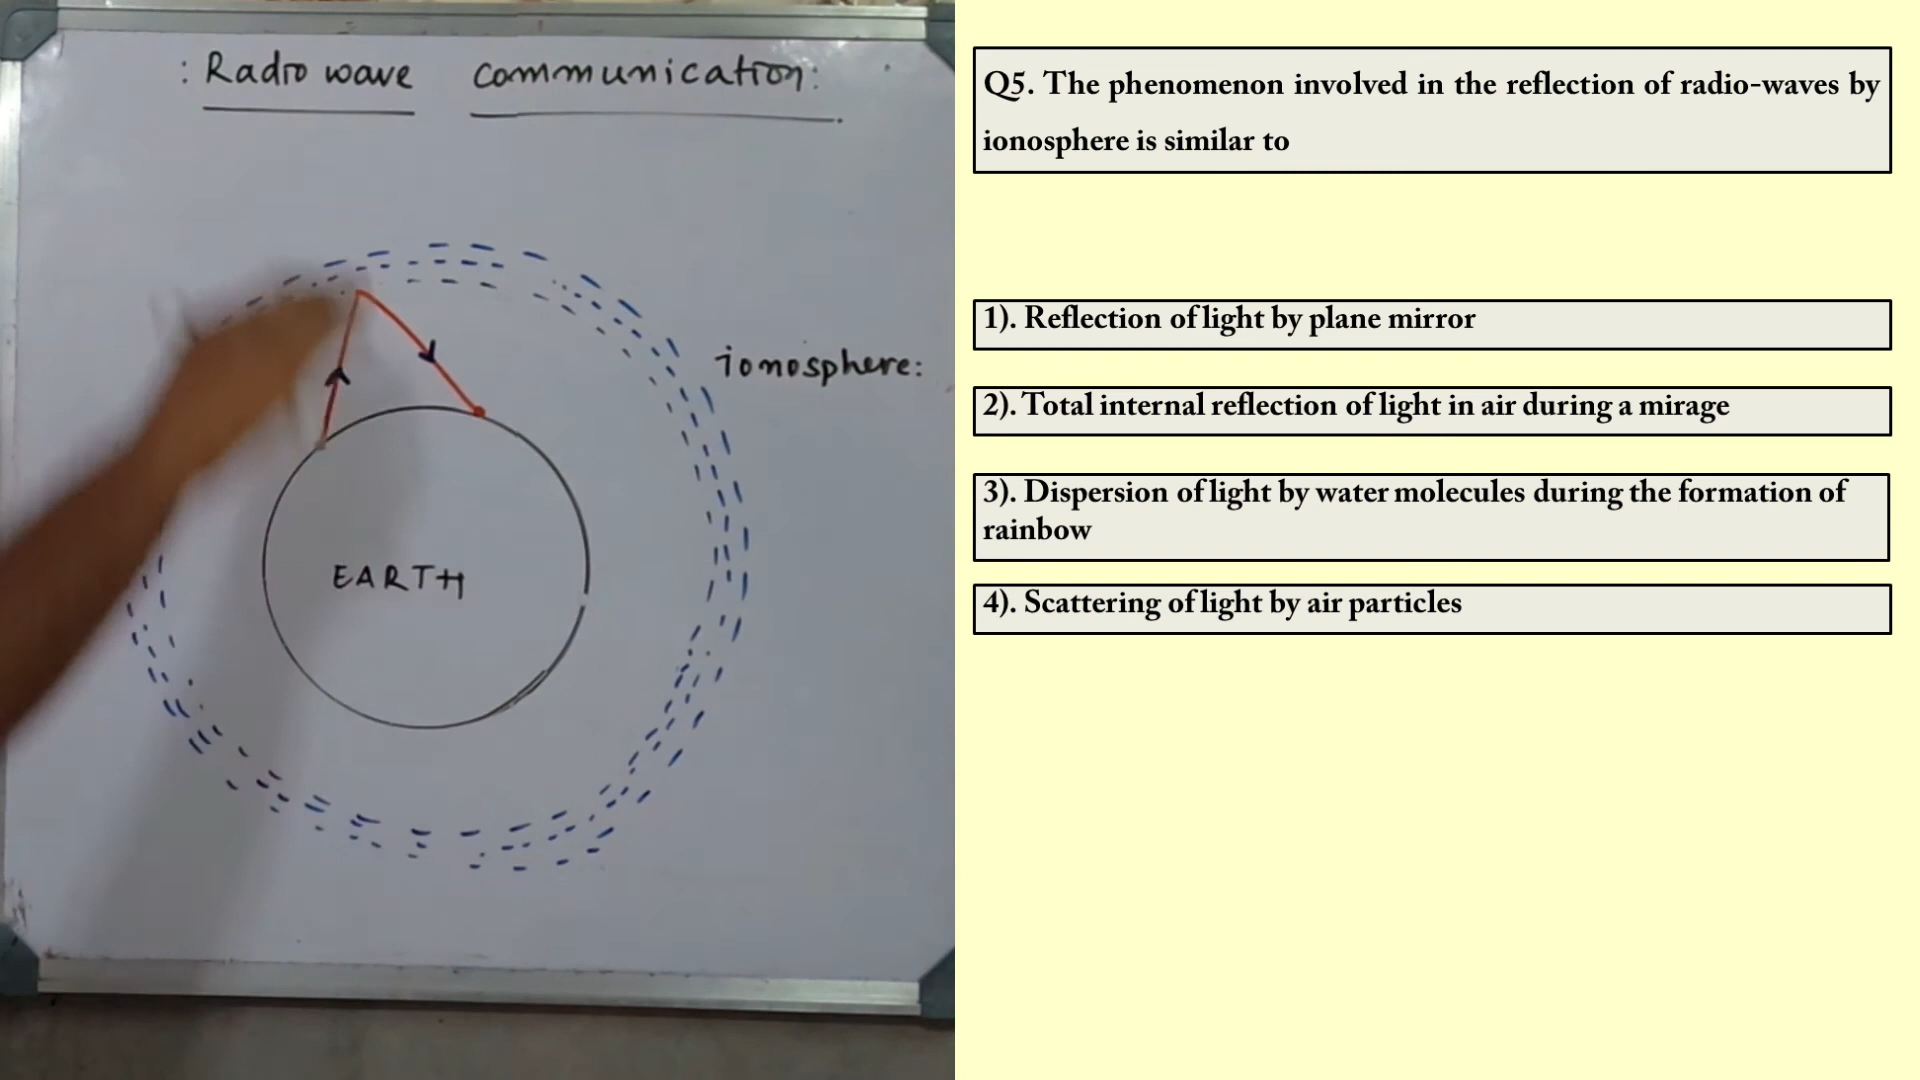 : Radio wave communication:
ionosphere:
EARTH
Q5. The phenomenon involved in the reflection of radio-waves by
ionosphere is similar to
1). Reflection of light by plane mirror
2). Total internal reflection of light in air during a mirage
3). Dispersion of light by water molecules during the formation of
rainbow
4). Scattering of light by air particles